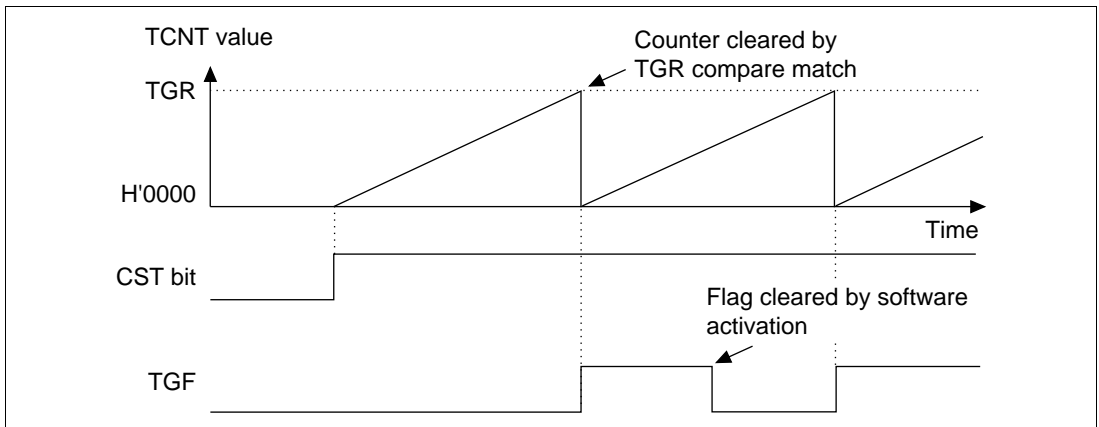 TCNT value
Counter cleared by
TGR compare match
TGR
H'0000
Time
CST bit
Flag cleared by software
activation
TGF